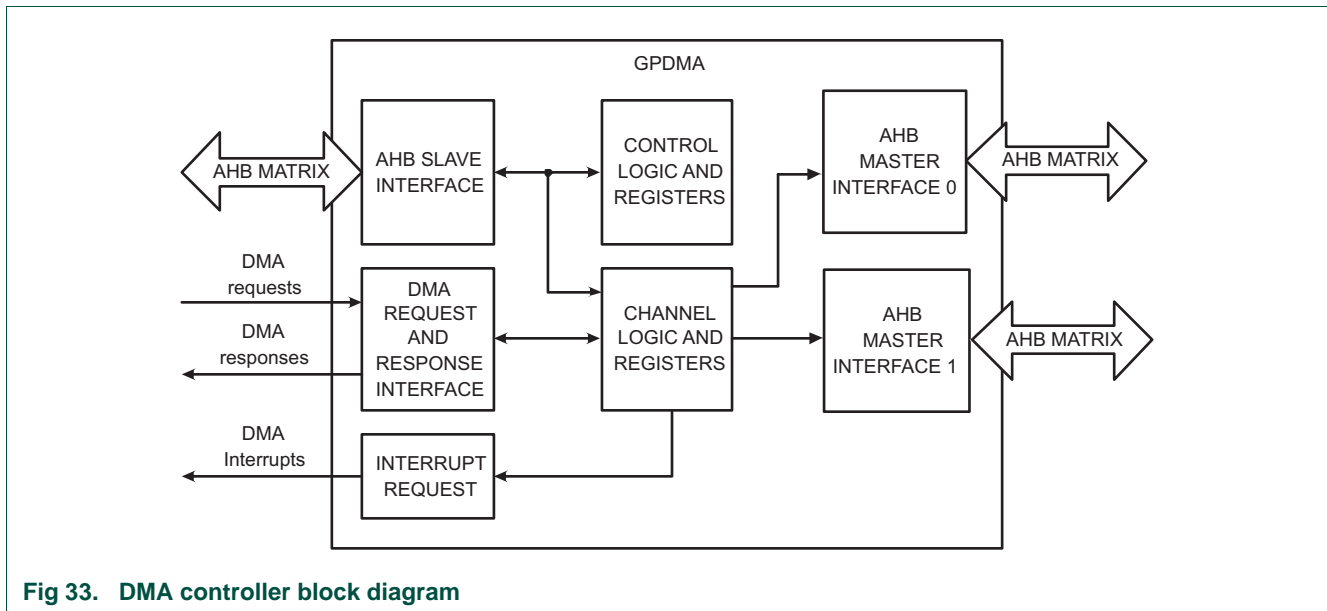 GPDMA
AHB MATRIX
AHB SLAVE
INTERFACE
CONTROL
LOGIC AND
REGISTERS
AHB
MASTER
INTERFACE 0
AHB MATRIX
DMA
requests
DMA
responses
DMA
REQUEST
AND
RESPONSE
INTERFACE
CHANNEL
LOGIC AND
REGISTERS
AHB
MASTER
INTERFACE 1
AHB MATRIX
DMA
Interrupts
INTERRUPT
REQUEST
Fig 33. DMA controller block diagram